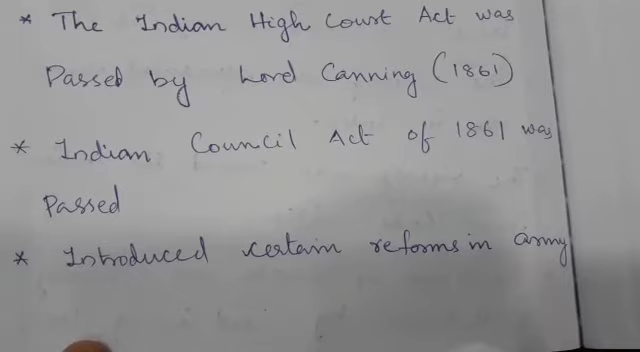 * The Indian High Court Act was
Passed by Lord Canning (1861)
* Indian Council Act of 1861 was
Passed
* Introduced certain reforms in army